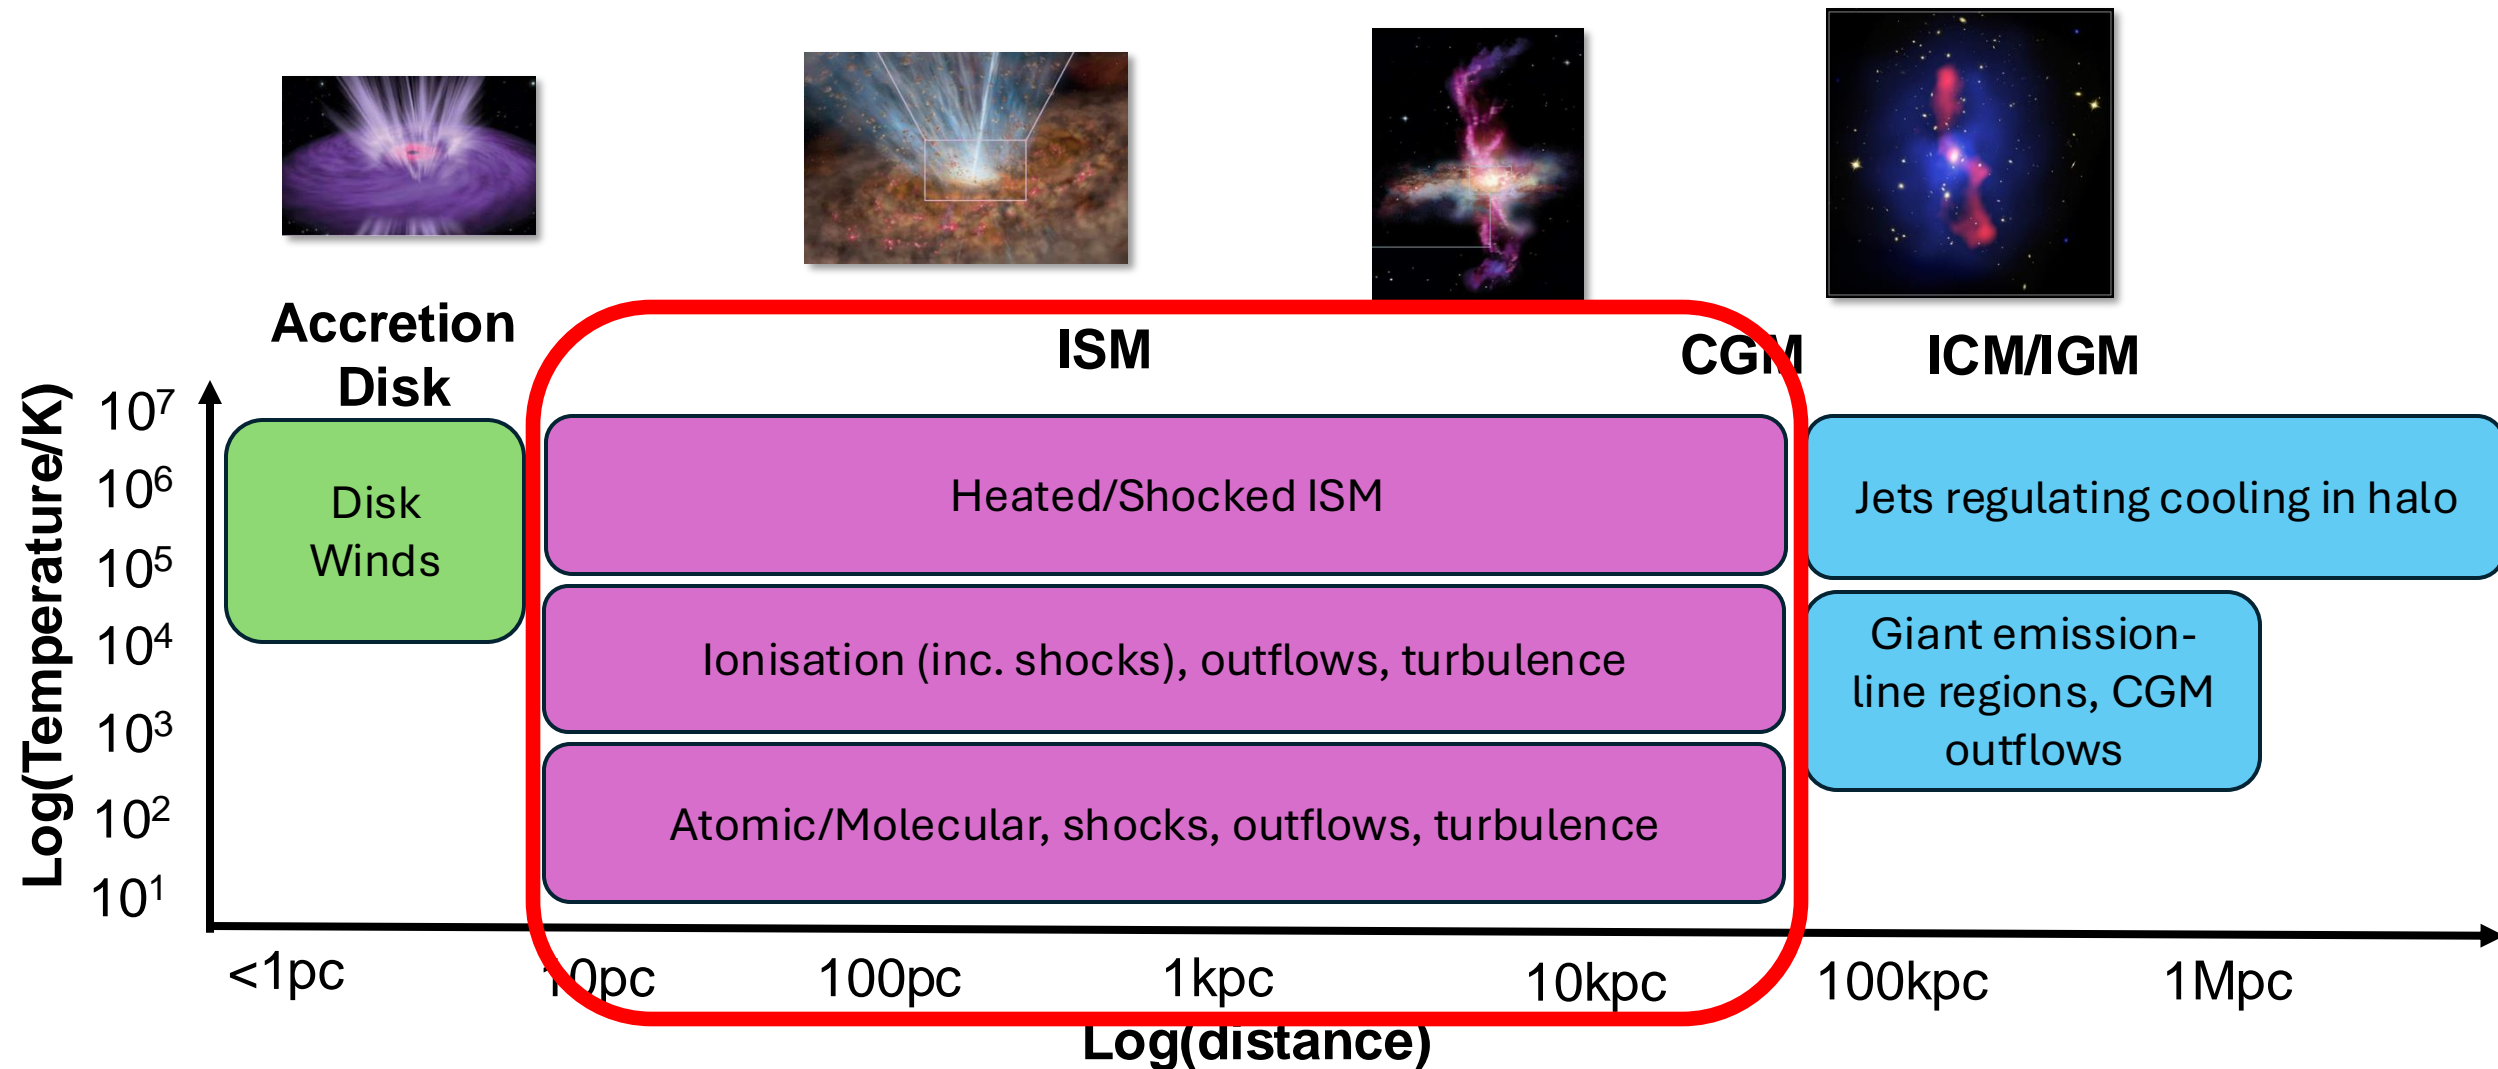 Accretion
Disk
ISM
CGM
ICM/IGM
Log(Temperature/K)
10⁷
10⁶
10⁵
10⁴
10³
10²
10¹
Disk
Winds
Heated/Shocked ISM
Ionisation (inc. shocks), outflows, turbulence
Atomic/Molecular, shocks, outflows, turbulence
Jets regulating cooling in halo
Giant emission-
line regions, CGM
outflows
<1pc
10pc
100pc
1kpc
10kpc
100kpc
1Mpc
Log(distance)